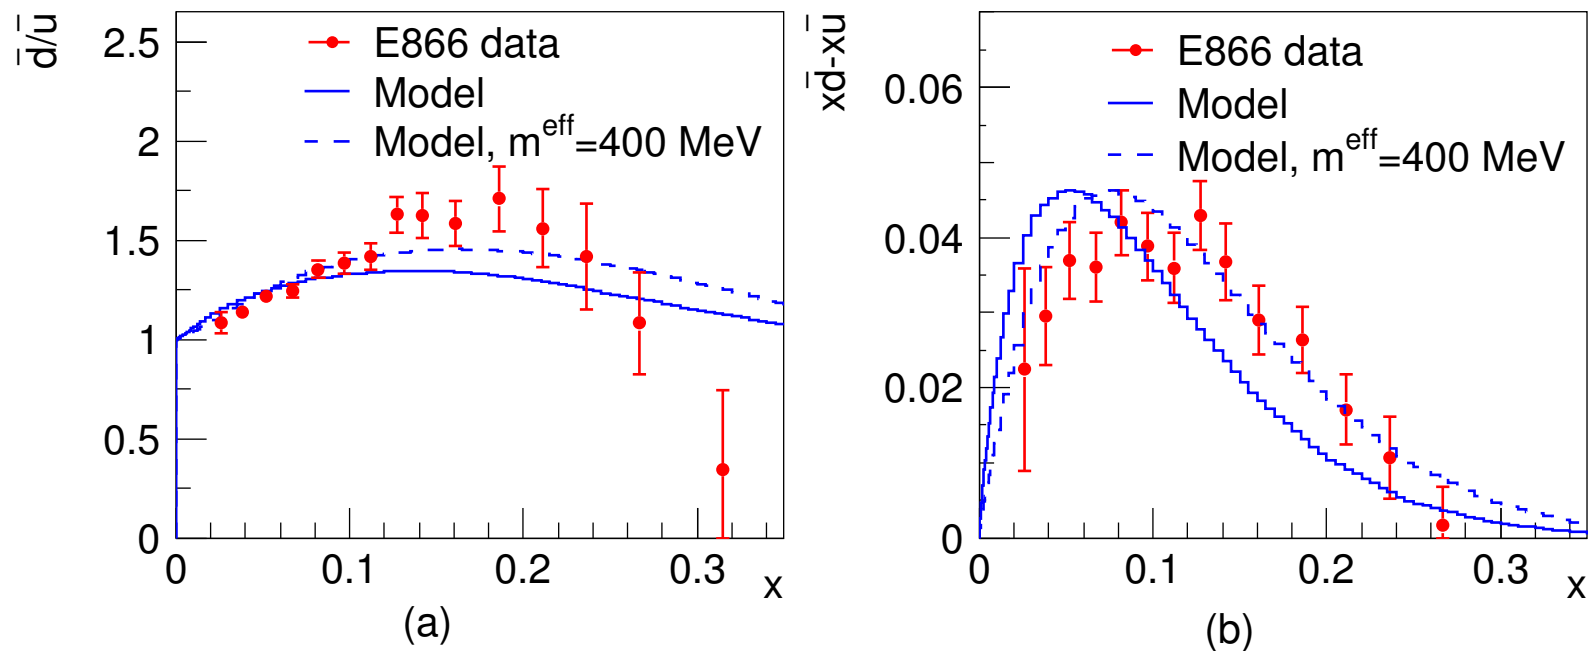 d̅/u̅
2.5
2
1.5
1
0.5
0
E866 data
Model
Model, m^eff=400 MeV
0 0.1 0.2 0.3
x
(a)
xd̅-xu̅
0.06
0.04
0.02
0
E866 data
Model
Model, m^eff=400 MeV
0 0.1 0.2 0.3
x
(b)